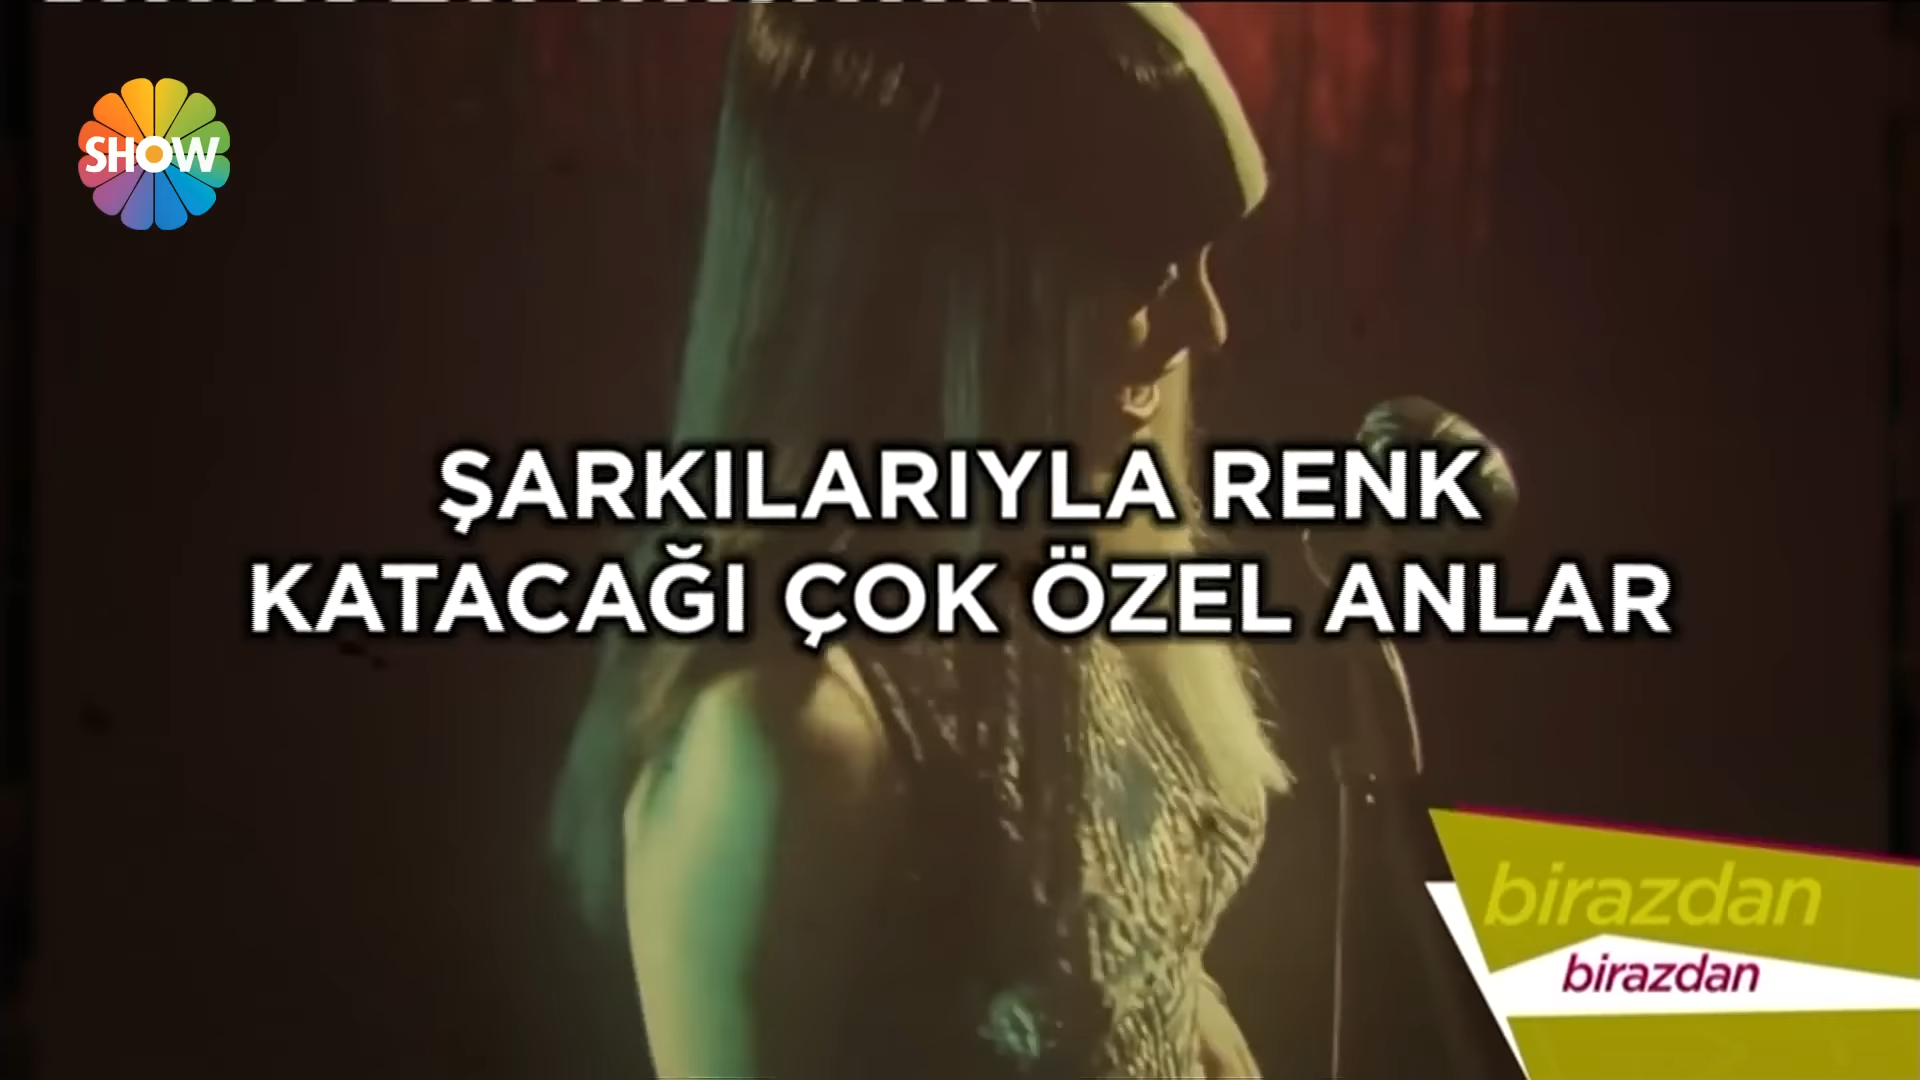 SHOW
ŞARKILARIYLA RENK
KATACAĞI ÇOK ÖZEL ANLAR
birazdan
birazdan